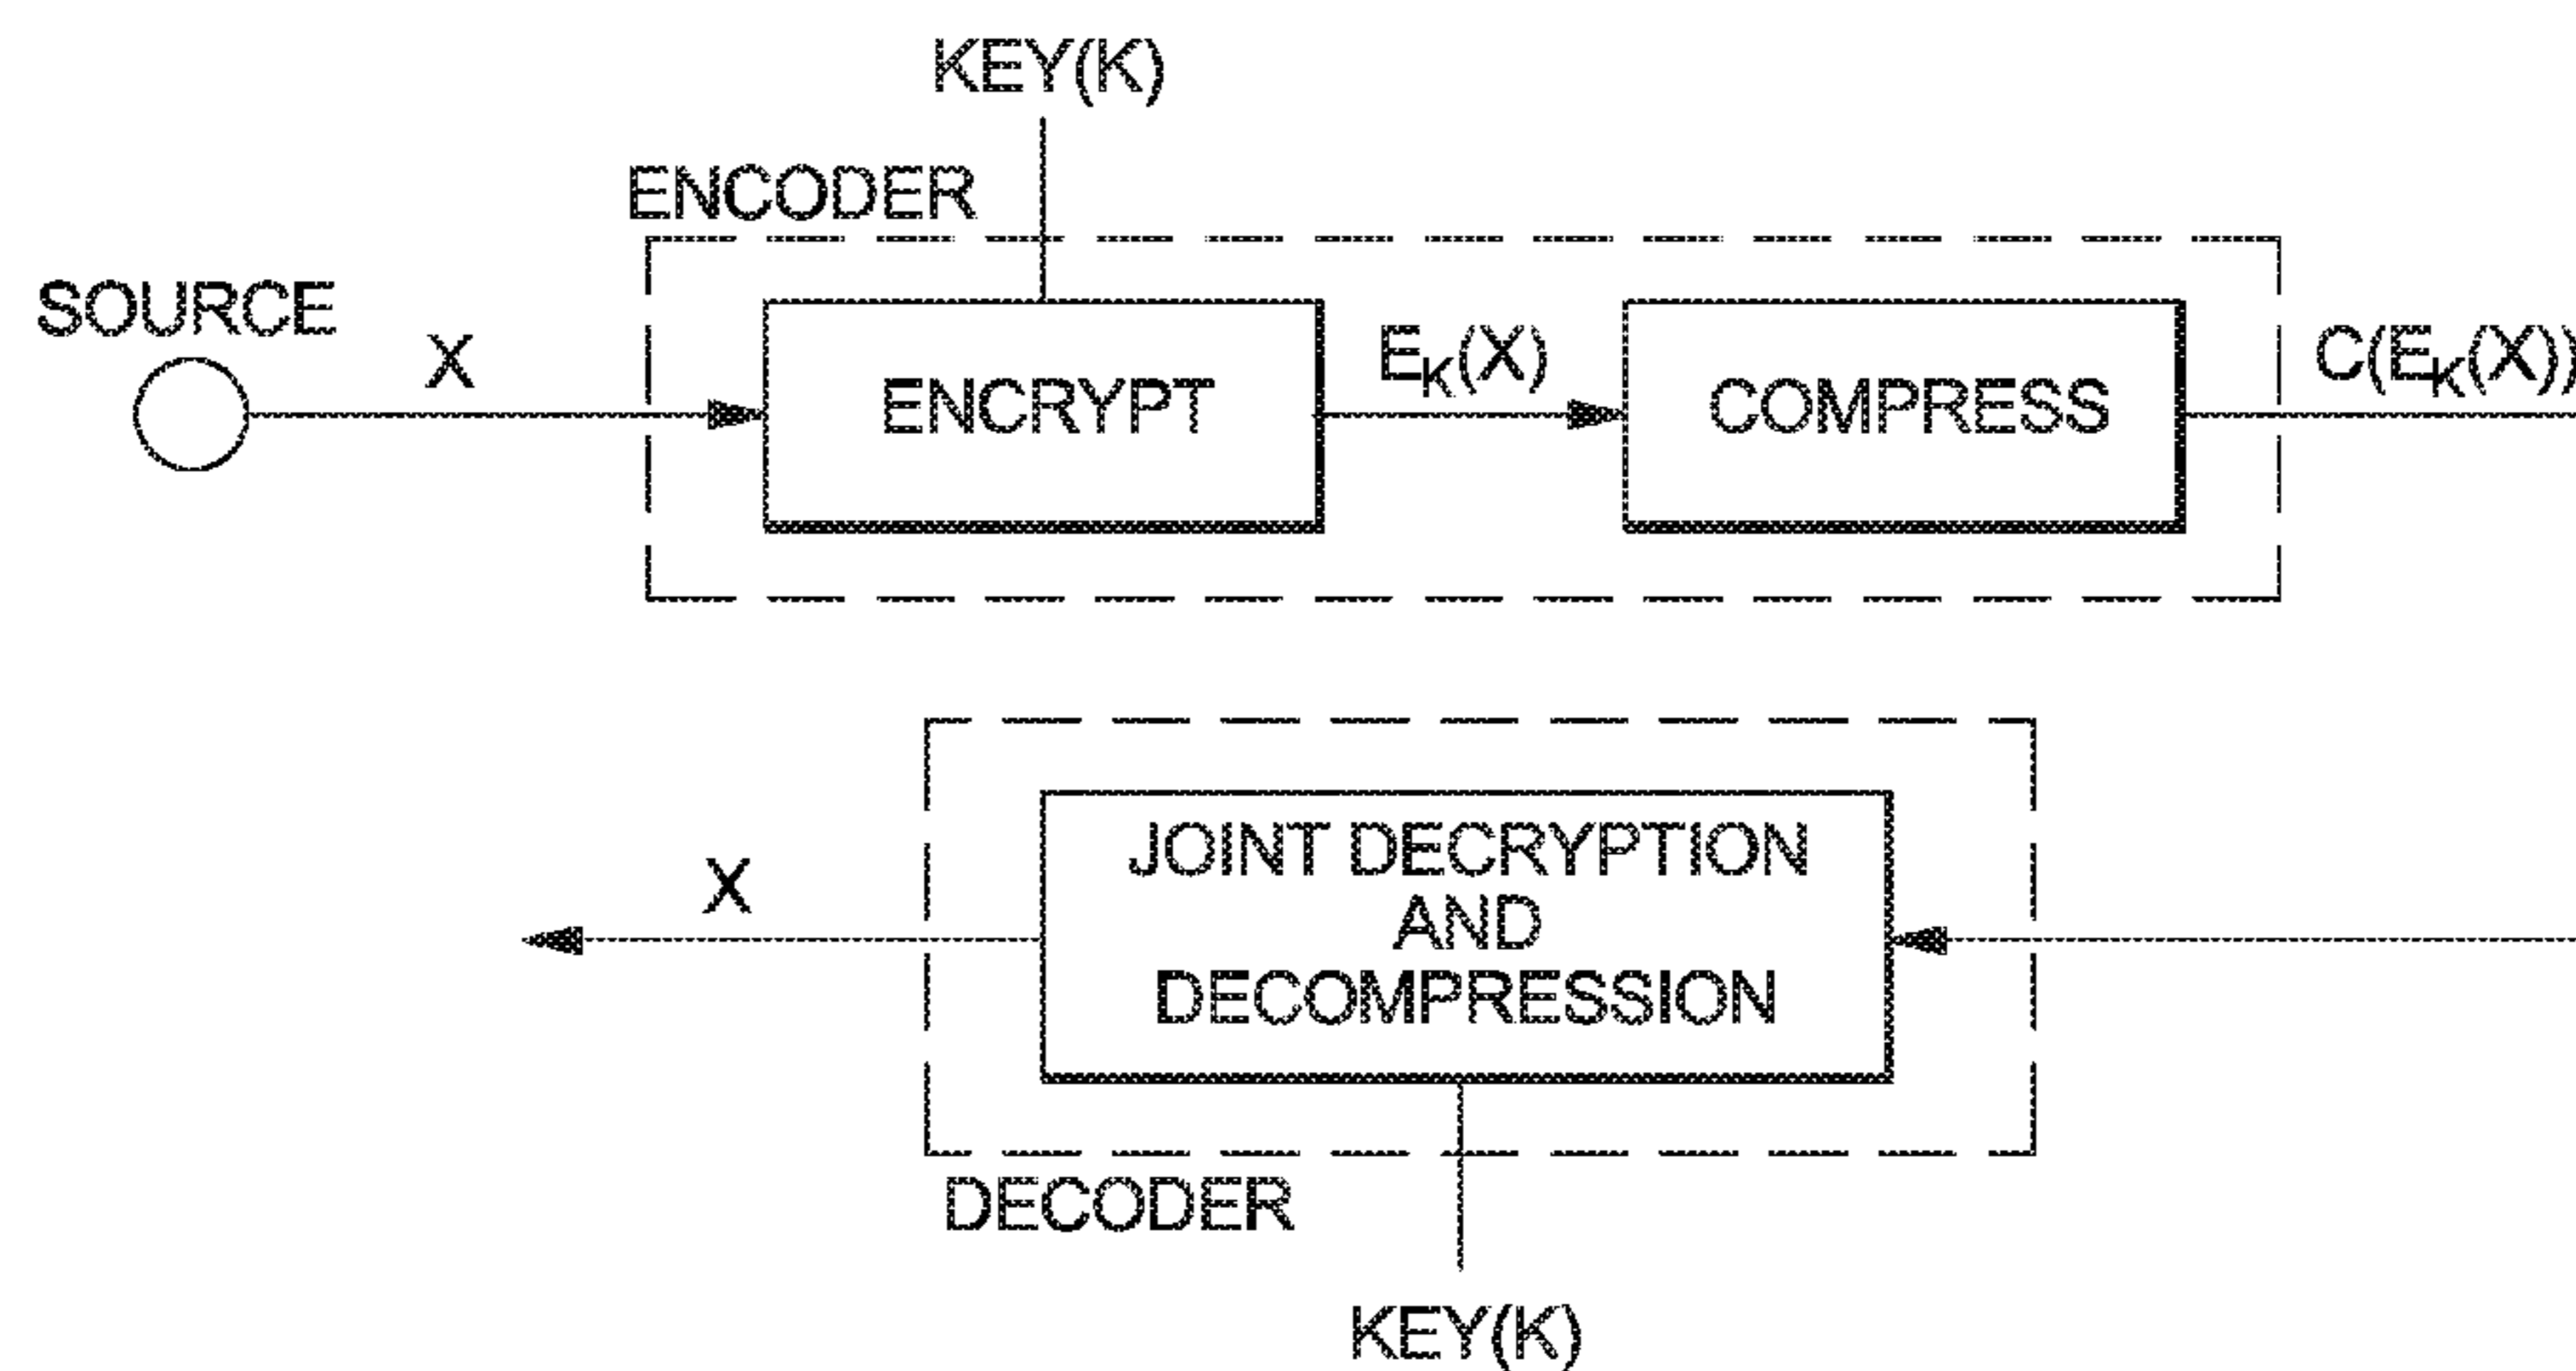 KEY(K)
ENCODER
SOURCE
X
ENCRYPT
E_K(X)
COMPRESS
C(E_K(X))
X
JOINT DECRYPTION
AND
DECOMPRESSION
DECODER
KEY(K)